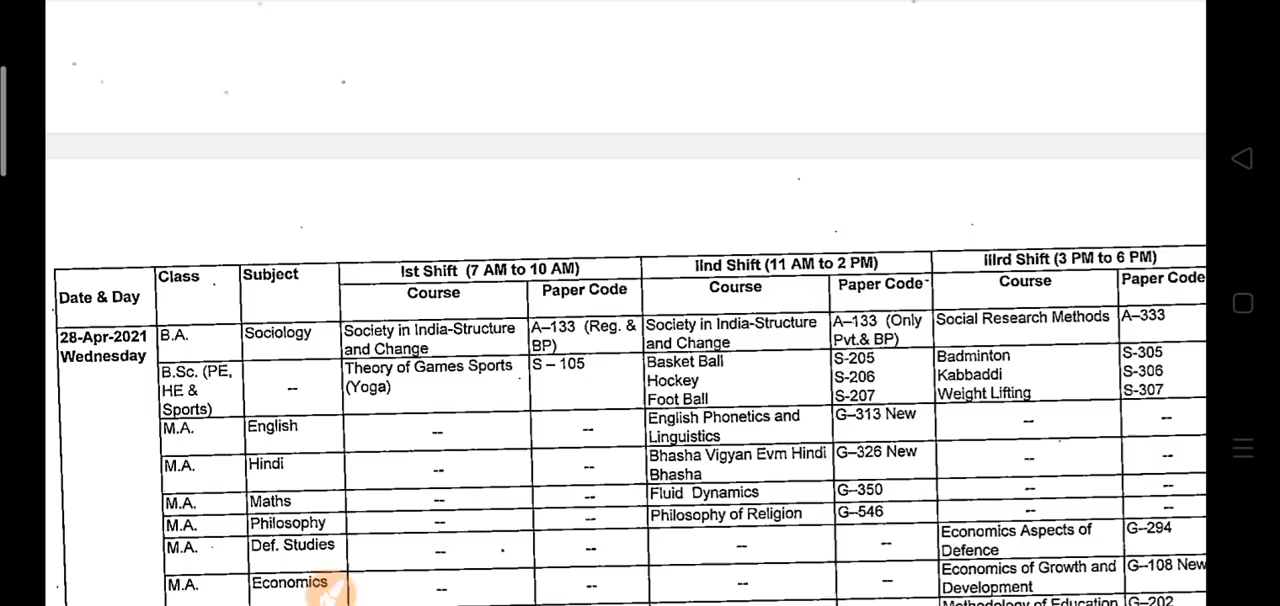 Date & Day Class Subject Ist Shift (7 AM to 10 AM) IInd Shift (11 AM to 2 PM) IIIrd Shift (3 PM to 6 PM)
Course Paper Code Course Paper Code Course Paper Code
28-Apr-2021 B.A. Sociology Society in India-Structure A–133 (Reg. & Society in India-Structure A–133 (Only Social Research Methods A–333
Wednesday and Change BP) and Change Pvt.& BP)
B.Sc. (PE, -- Theory of Games Sports S – 105 Basket Ball S-205 Badminton S-305
HE & (Yoga) Hockey S-206 Kabbaddi S-306
Sports) Foot Ball S-207 Weight Lifting S-307
M.A. English -- -- English Phonetics and G–313 New -- --
Linguistics
M.A. Hindi -- -- Bhasha Vigyan Evm Hindi G–326 New -- --
Bhasha
M.A. Maths -- -- Fluid Dynamics G–350 -- --
M.A. Philosophy -- -- Philosophy of Religion G–546 -- --
M.A. Def. Studies -- -- -- -- Economics Aspects of G–294
Defence
M.A. Economics -- -- -- -- Economics of Growth and G–108 New
Development
Methodology of Education G–202